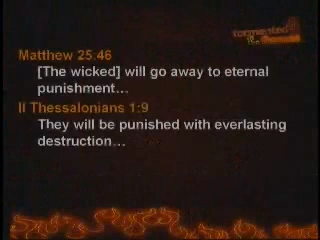 tormented
Matthew 25:46
[The wicked] will go away to eternal
punishment…
II Thessalonians 1:9
They will be punished with everlasting
destruction…